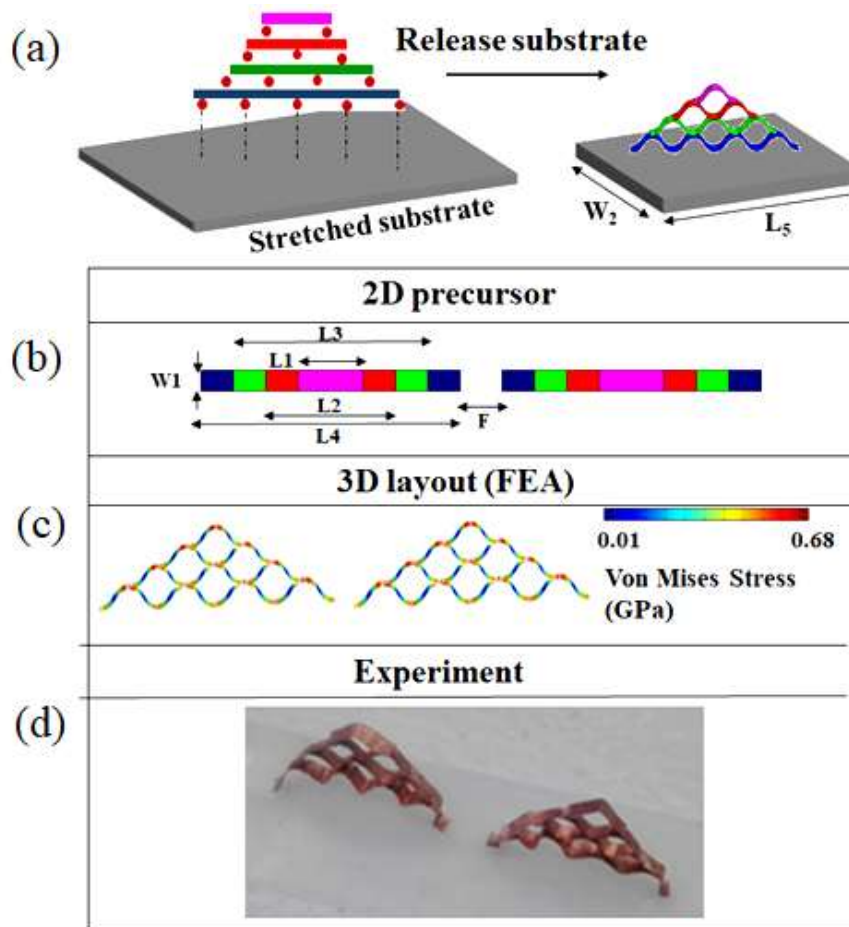 (a)
Release substrate
Stretched substrate
W2
L5
2D precursor
(b)
L3
L1
W1
L2
L4
F
3D layout (FEA)
(c)
0.01 0.68
Von Mises Stress
(GPa)
Experiment
(d)